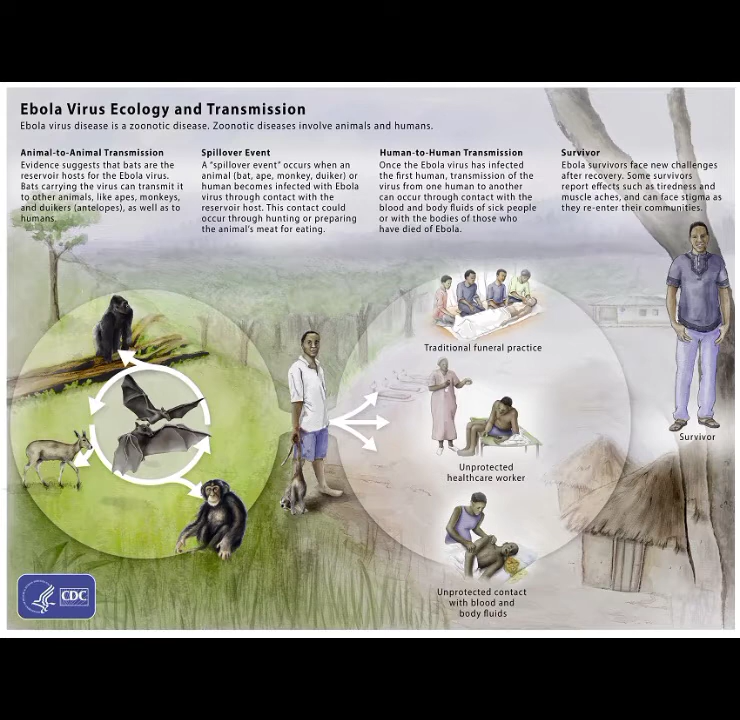 Ebola Virus Ecology and Transmission
Ebola virus disease is a zoonotic disease. Zoonotic diseases involve animals and humans.
Animal-to-Animal Transmission
Evidence suggests that bats are the
reservoir hosts for the Ebola virus.
Bats carrying the virus can transmit it
to other animals, like apes, monkeys,
and duikers (antelopes), as well as to
humans.
Spillover Event
A “spillover event” occurs when an
animal (bat, ape, monkey, duiker) or
human becomes infected with Ebola
virus through contact with the
reservoir host. This contact could
occur through hunting or preparing
the animal’s meat for eating.
Human-to-Human Transmission
Once the Ebola virus has infected
the first human, transmission of the
virus from one human to another
can occur through contact with the
blood and body fluids of sick people
or with the bodies of those who
have died of Ebola.
Survivor
Ebola survivors face new challenges
after recovery. Some survivors
report effects such as tiredness and
muscle aches, and can face stigma as
they re-enter their communities.
Traditional funeral practice
Unprotected
healthcare worker
Unprotected contact
with blood and
body fluids
Survivor
CDC